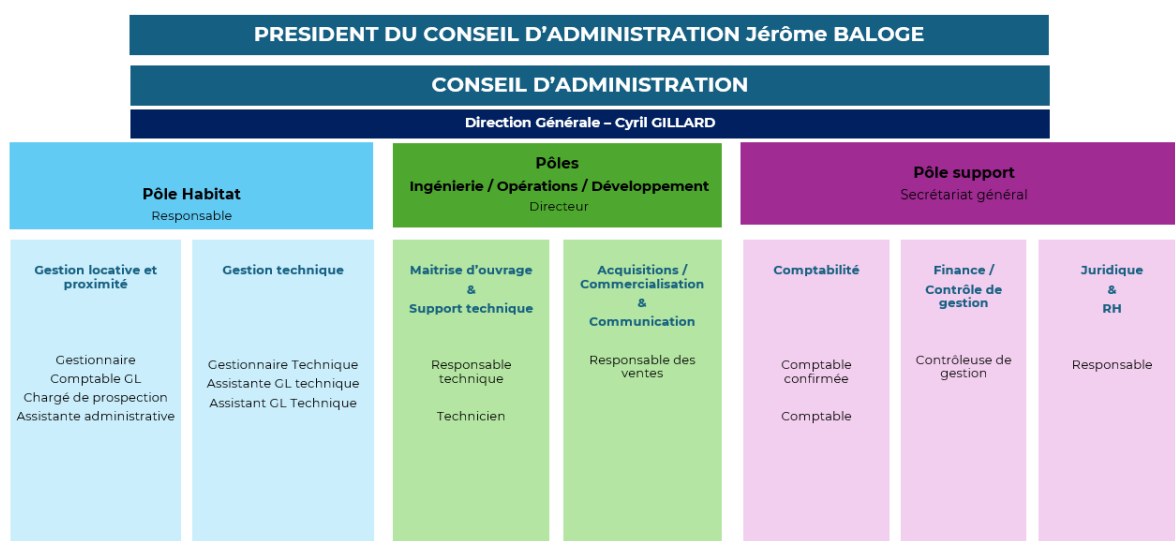 PRESIDENT DU CONSEIL D’ADMINISTRATION Jérôme BALOGE
CONSEIL D’ADMINISTRATION
Direction Générale – Cyril GILLARD
Pôle Habitat
Responsable
Pôles
Ingénierie / Opérations / Développement
Directeur
Pôle support
Secrétariat général
Gestion locative et
proximité
Gestionnaire
Comptable GL
Chargé de prospection
Assistante administrative
Gestion technique
Gestionnaire Technique
Assistante GL technique
Assistant GL Technique
Maitrise d’ouvrage
&
Support technique
Responsable
technique
Technicien
Acquisitions /
Commercialisation
&
Communication
Responsable des
ventes
Comptabilité
Comptable
confirmée
Comptable
Finance /
Contrôle de
gestion
Contrôleuse de
gestion
Juridique
&
RH
Responsable